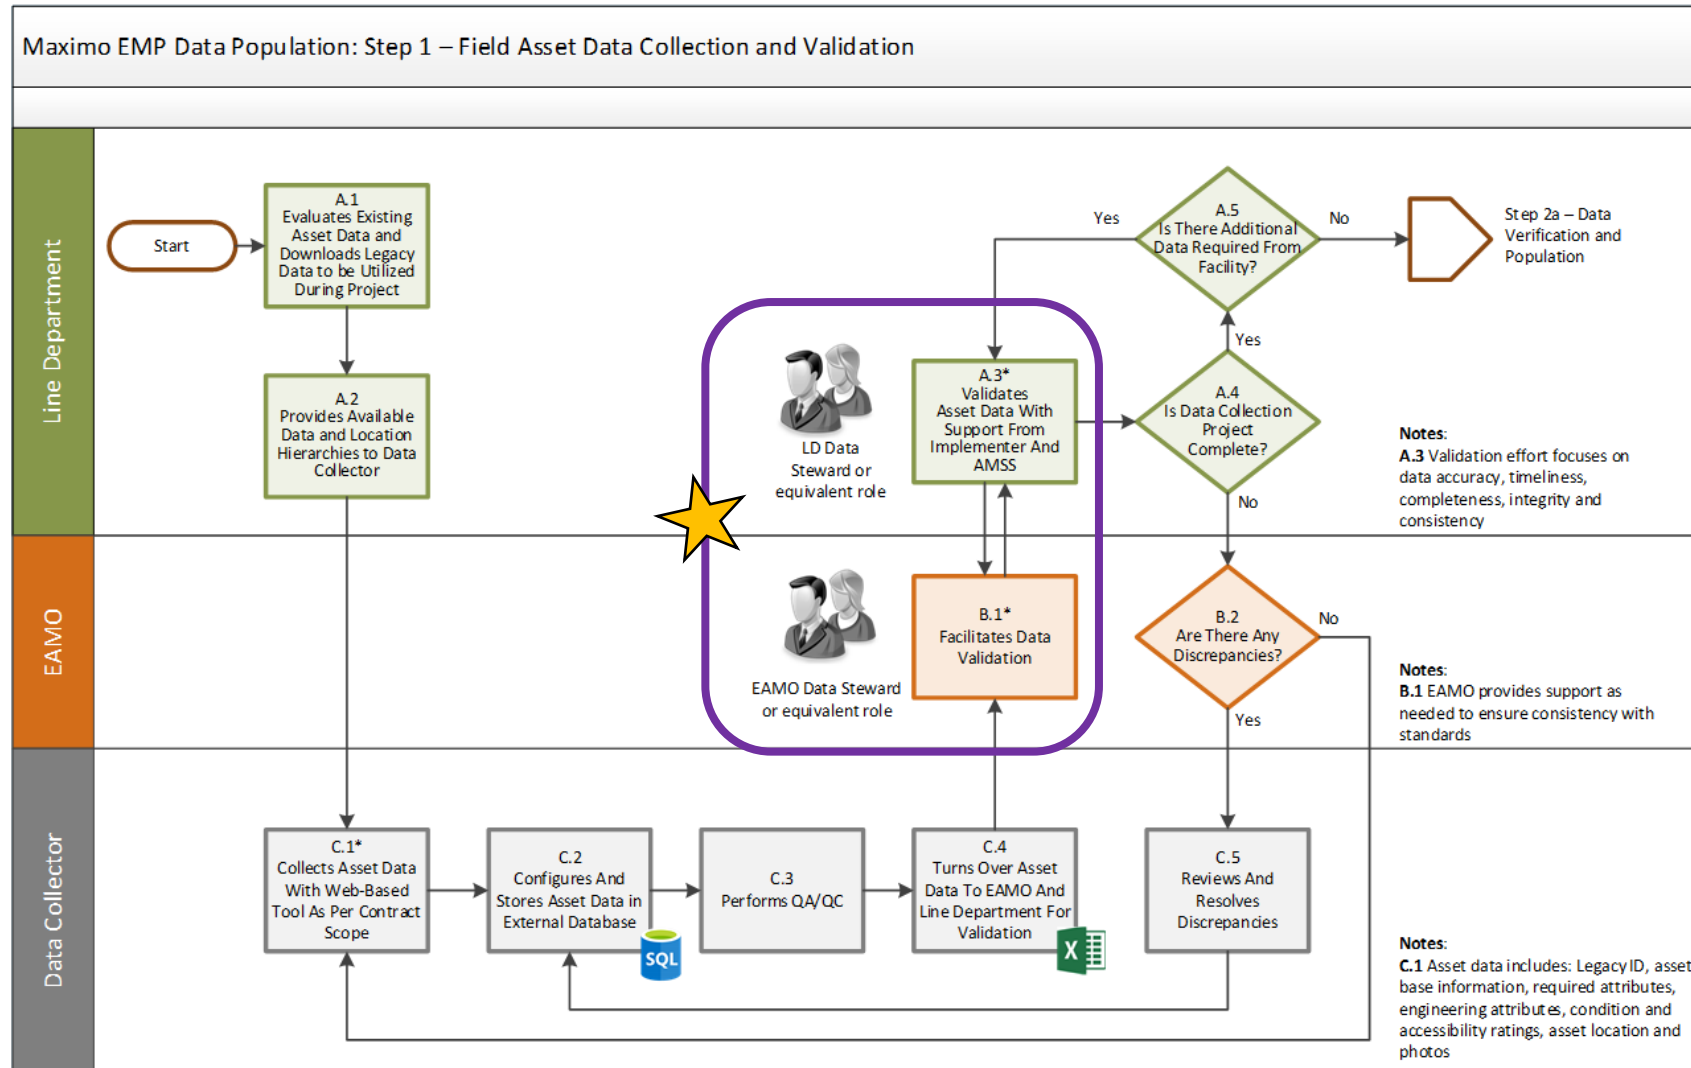 Maximo EMP Data Population: Step 1 – Field Asset Data Collection and Validation
Line Department
Start
A.1
Evaluates Existing
Asset Data and
Downloads Legacy
Data to be Utilized
During Project
A.2
Provides Available
Data and Location
Hierarchies to Data
Collector
LD Data
Steward or
equivalent role
A.3*
Validates
Asset Data With
Support From
Implementer And
AMSS
Yes
A.5
Is There Additional
Data Required From
Facility?
No
Step 2a – Data
Verification and
Population
Yes
A.4
Is Data Collection
Project
Complete?
No
Notes:
A.3 Validation effort focuses on
data accuracy, timeliness,
completeness, integrity and
consistency
EAMO
EAMO Data Steward
or equivalent role
B.1*
Facilitates Data
Validation
B.2
Are There Any
Discrepancies?
No
Yes
Notes:
B.1 EAMO provides support as
needed to ensure consistency with
standards
Data Collector
C.1*
Collects Asset Data
With Web-Based
Tool As Per Contract
Scope
C.2
Configures And
Stores Asset Data in
External Database
SQL
C.3
Performs QA/QC
C.4
Turns Over Asset
Data To EAMO And
Line Department For
Validation
X
C.5
Reviews And
Resolves
Discrepancies
Notes:
C.1 Asset data includes: Legacy ID, asset
base information, required attributes,
engineering attributes, condition and
accessibility ratings, asset location and
photos